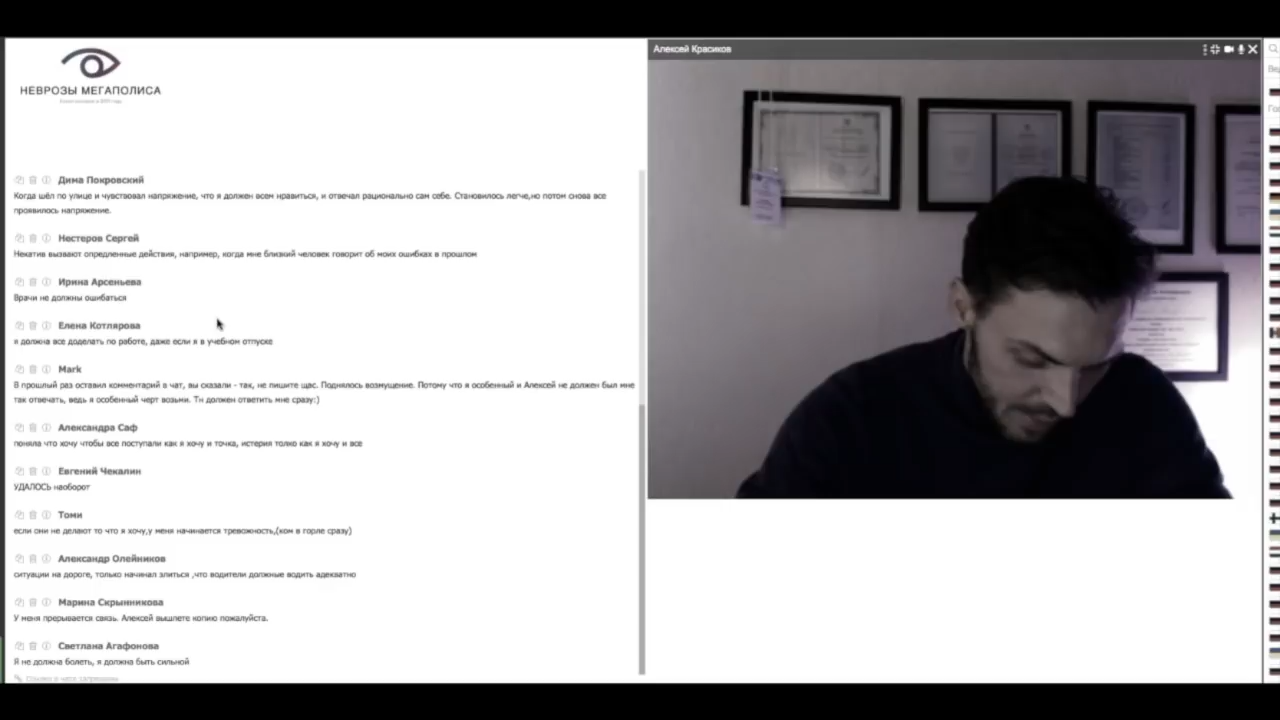 НЕВРОЗЫ МЕГАПОЛИСА
Алексей Красиков
Дима Покровский
Когда шёл по улице и чувствовал напряжение, что я должен всем нравиться, и отвечал рационально сам себе. Становилось легче,но потом снова все
проявилось напряжение.
Нестеров Сергей
Некатив вызвают опредленные действия, например, когда мне близкий человек говорит об моих ошибках в прошлом
Ирина Арсеньева
Врачи не должны ошибаться
Елена Котлярова
я должна все доделать по работе, даже если я в учебном отпуске
Mark
В прошлый раз оставил комментарий в чат, вы сказали - так, не пишите щас. Поднялось возмущение. Потому что я особенный и Алексей не должен был мне
так отвечать, ведь я особенный черт возьми. Ти должен ответить мне сразу:)
Александра Саф
поняла что хочу чтобы все поступали как я хочу и точка, истерия толко как я хочу и все
Евгений Чекалин
УДАЛОСЬ наоборот
Томи
если они не делают то что я хочу,у меня начинается тревожность,(ком в горле сразу)
Александр Олейников
ситуации на дороге, только начинал злиться ,что водители должные водить адекватно
Марина Скрынникова
У меня прерывается связь. Алексей вышлете копию пожалуйста.
Светлана Агафонова
Я не должна болеть, я должна быть сильной
Ссылки в чате запрещены